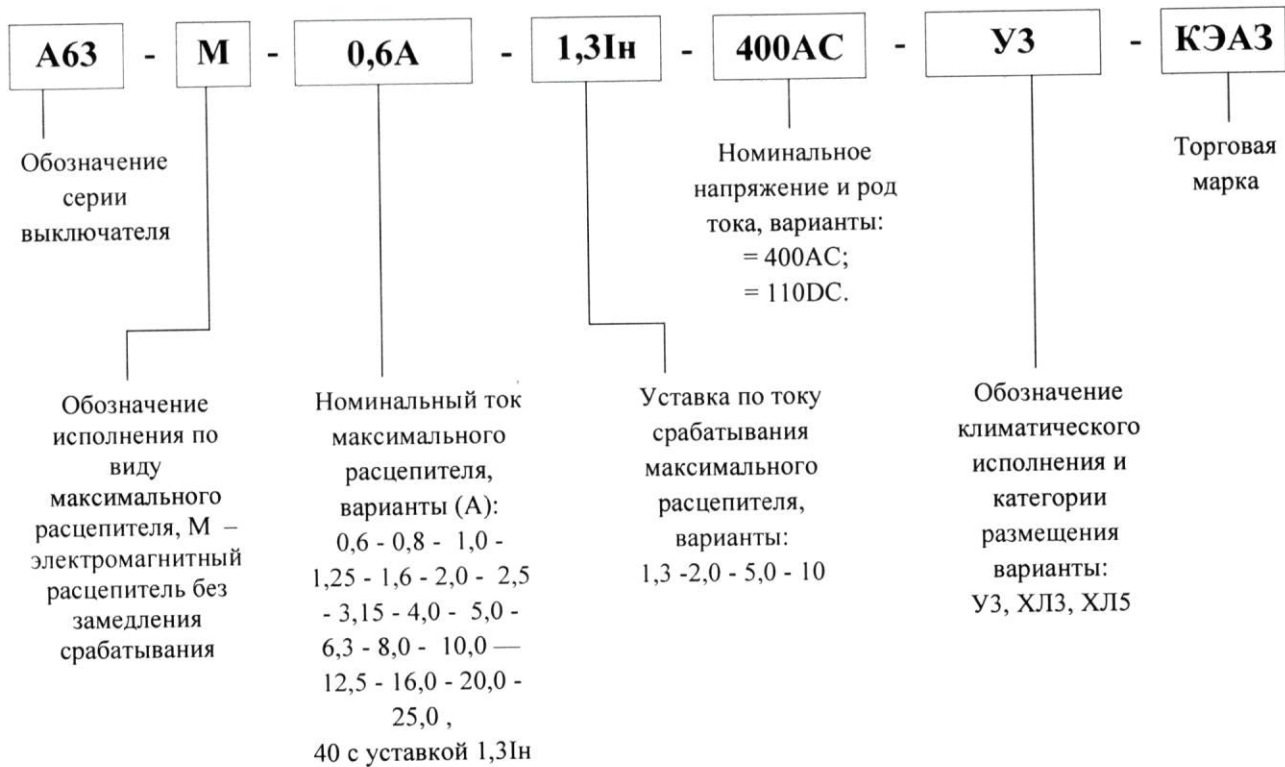 А63 - М - 0,6А - 1,3Iн - 400АС - У3 - КЭАЗ
Обозначение
серии
выключателя
Номинальное
напряжение и род
тока, варианты:
= 400АС;
= 110DC.
Торговая
марка
Обозначение
исполнения по
виду
максимального
расцепителя, М –
электромагнитный
расцепитель без
замедления
срабатывания
Номинальный ток
максимального
расцепителя,
варианты (А):
0,6 - 0,8 - 1,0 -
1,25 - 1,6 - 2,0 - 2,5
- 3,15 - 4,0 - 5,0 -
6,3 - 8,0 - 10,0 —
12,5 - 16,0 - 20,0 -
25,0 ,
40 с уставкой 1,3Iн
Уставка по току
срабатывания
максимального
расцепителя,
варианты:
1,3 -2,0 - 5,0 - 10
Обозначение
климатического
исполнения и
категории
размещения
варианты:
У3, ХЛ3, ХЛ5